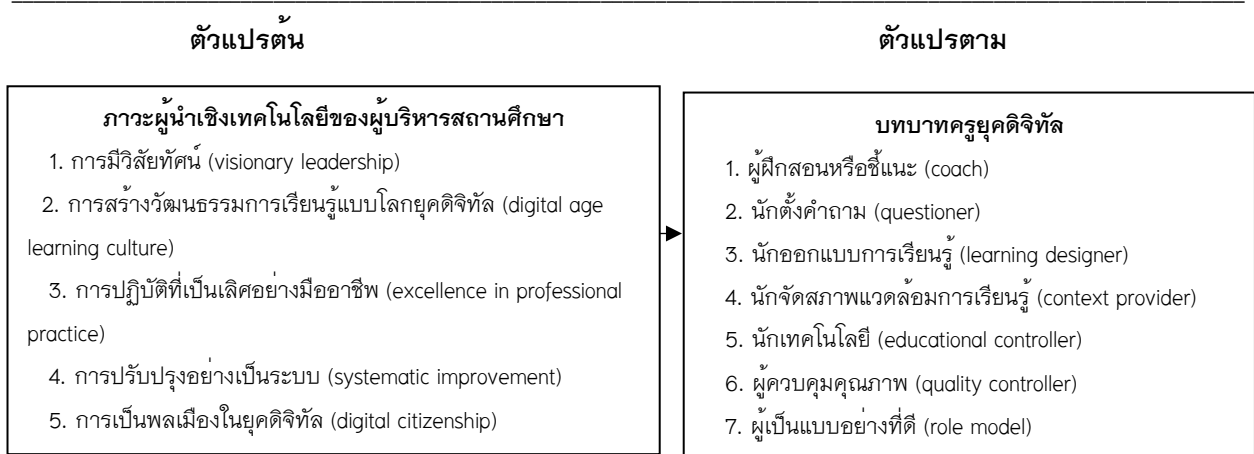 ตัวแปรต้น
ตัวแปรตาม
ภาวะผู้นำเชิงเทคโนโลยีของผู้บริหารสถานศึกษา
1. การมีวิสัยทัศน์ (visionary leadership)
2. การสร้างวัฒนธรรมการเรียนรู้แบบโลกยุคดิจิทัล (digital age
learning culture)
3. การปฏิบัติที่เป็นเลิศอย่างมืออาชีพ (excellence in professional
practice)
4. การปรับปรุงอย่างเป็นระบบ (systematic improvement)
5. การเป็นพลเมืองในยุคดิจิทัล (digital citizenship)
บทบาทครูยุคดิจิทัล
1. ผู้ฝึกสอนหรือชี้แนะ (coach)
2. นักตั้งคำถาม (questioner)
3. นักออกแบบการเรียนรู้ (learning designer)
4. นักจัดสภาพแวดล้อมการเรียนรู้ (context provider)
5. นักเทคโนโลยี (educational controller)
6. ผู้ควบคุมคุณภาพ (quality controller)
7. ผู้เป็นแบบอย่างที่ดี (role model)